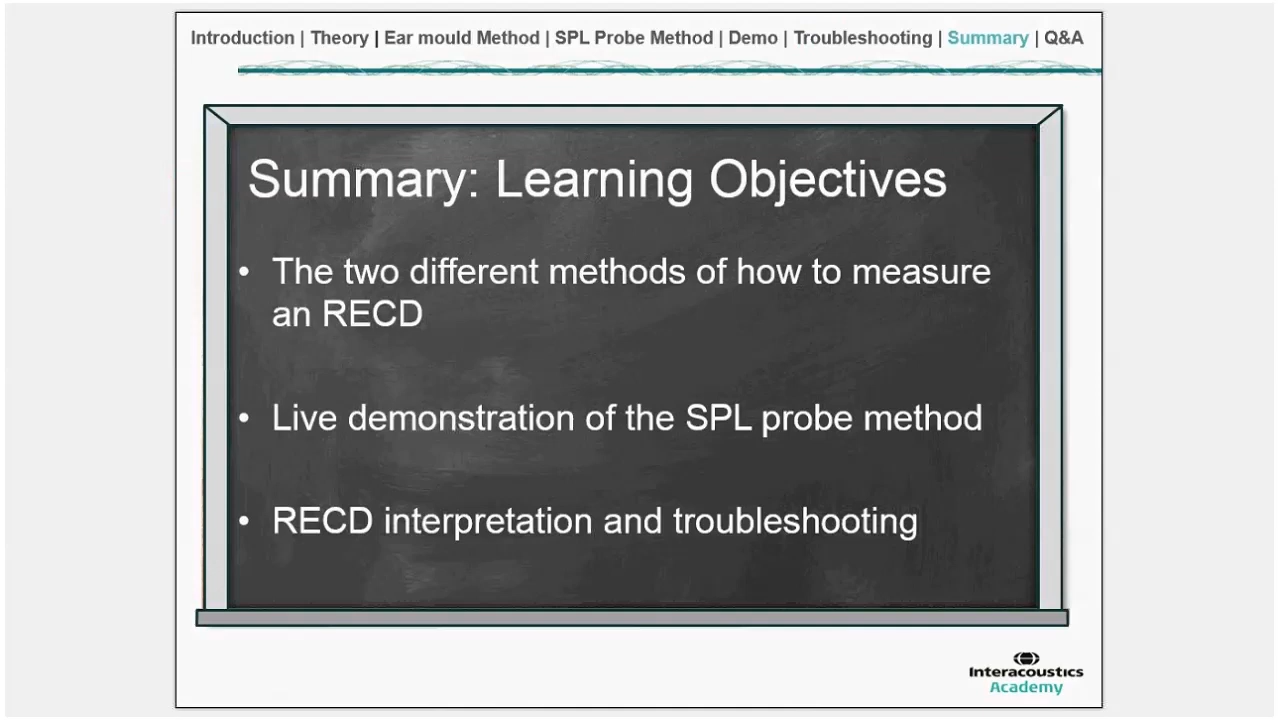 Introduction | Theory | Ear mould Method | SPL Probe Method | Demo | Troubleshooting | Summary | Q&A
Summary: Learning Objectives
• The two different methods of how to measure
an RECD
• Live demonstration of the SPL probe method
• RECD interpretation and troubleshooting
Interacoustics
Academy